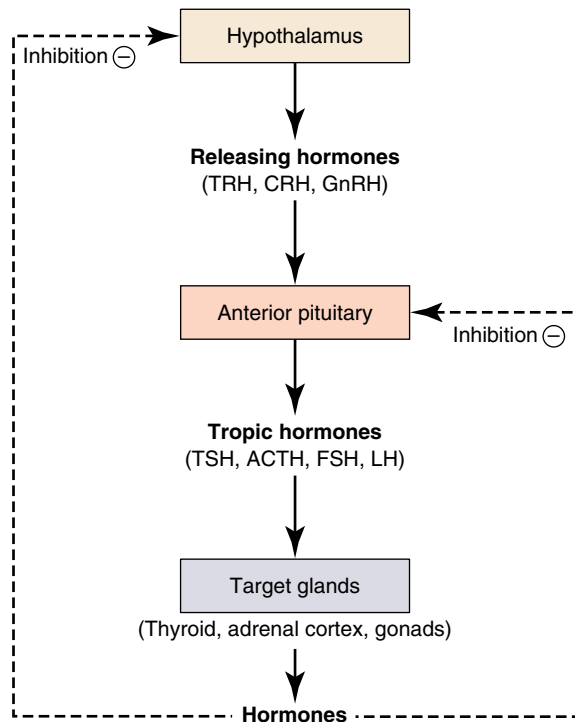 Hypothalamus
Inhibition −
Releasing hormones
(TRH, CRH, GnRH)
Anterior pituitary
Inhibition −
Tropic hormones
(TSH, ACTH, FSH, LH)
Target glands
(Thyroid, adrenal cortex, gonads)
Hormones